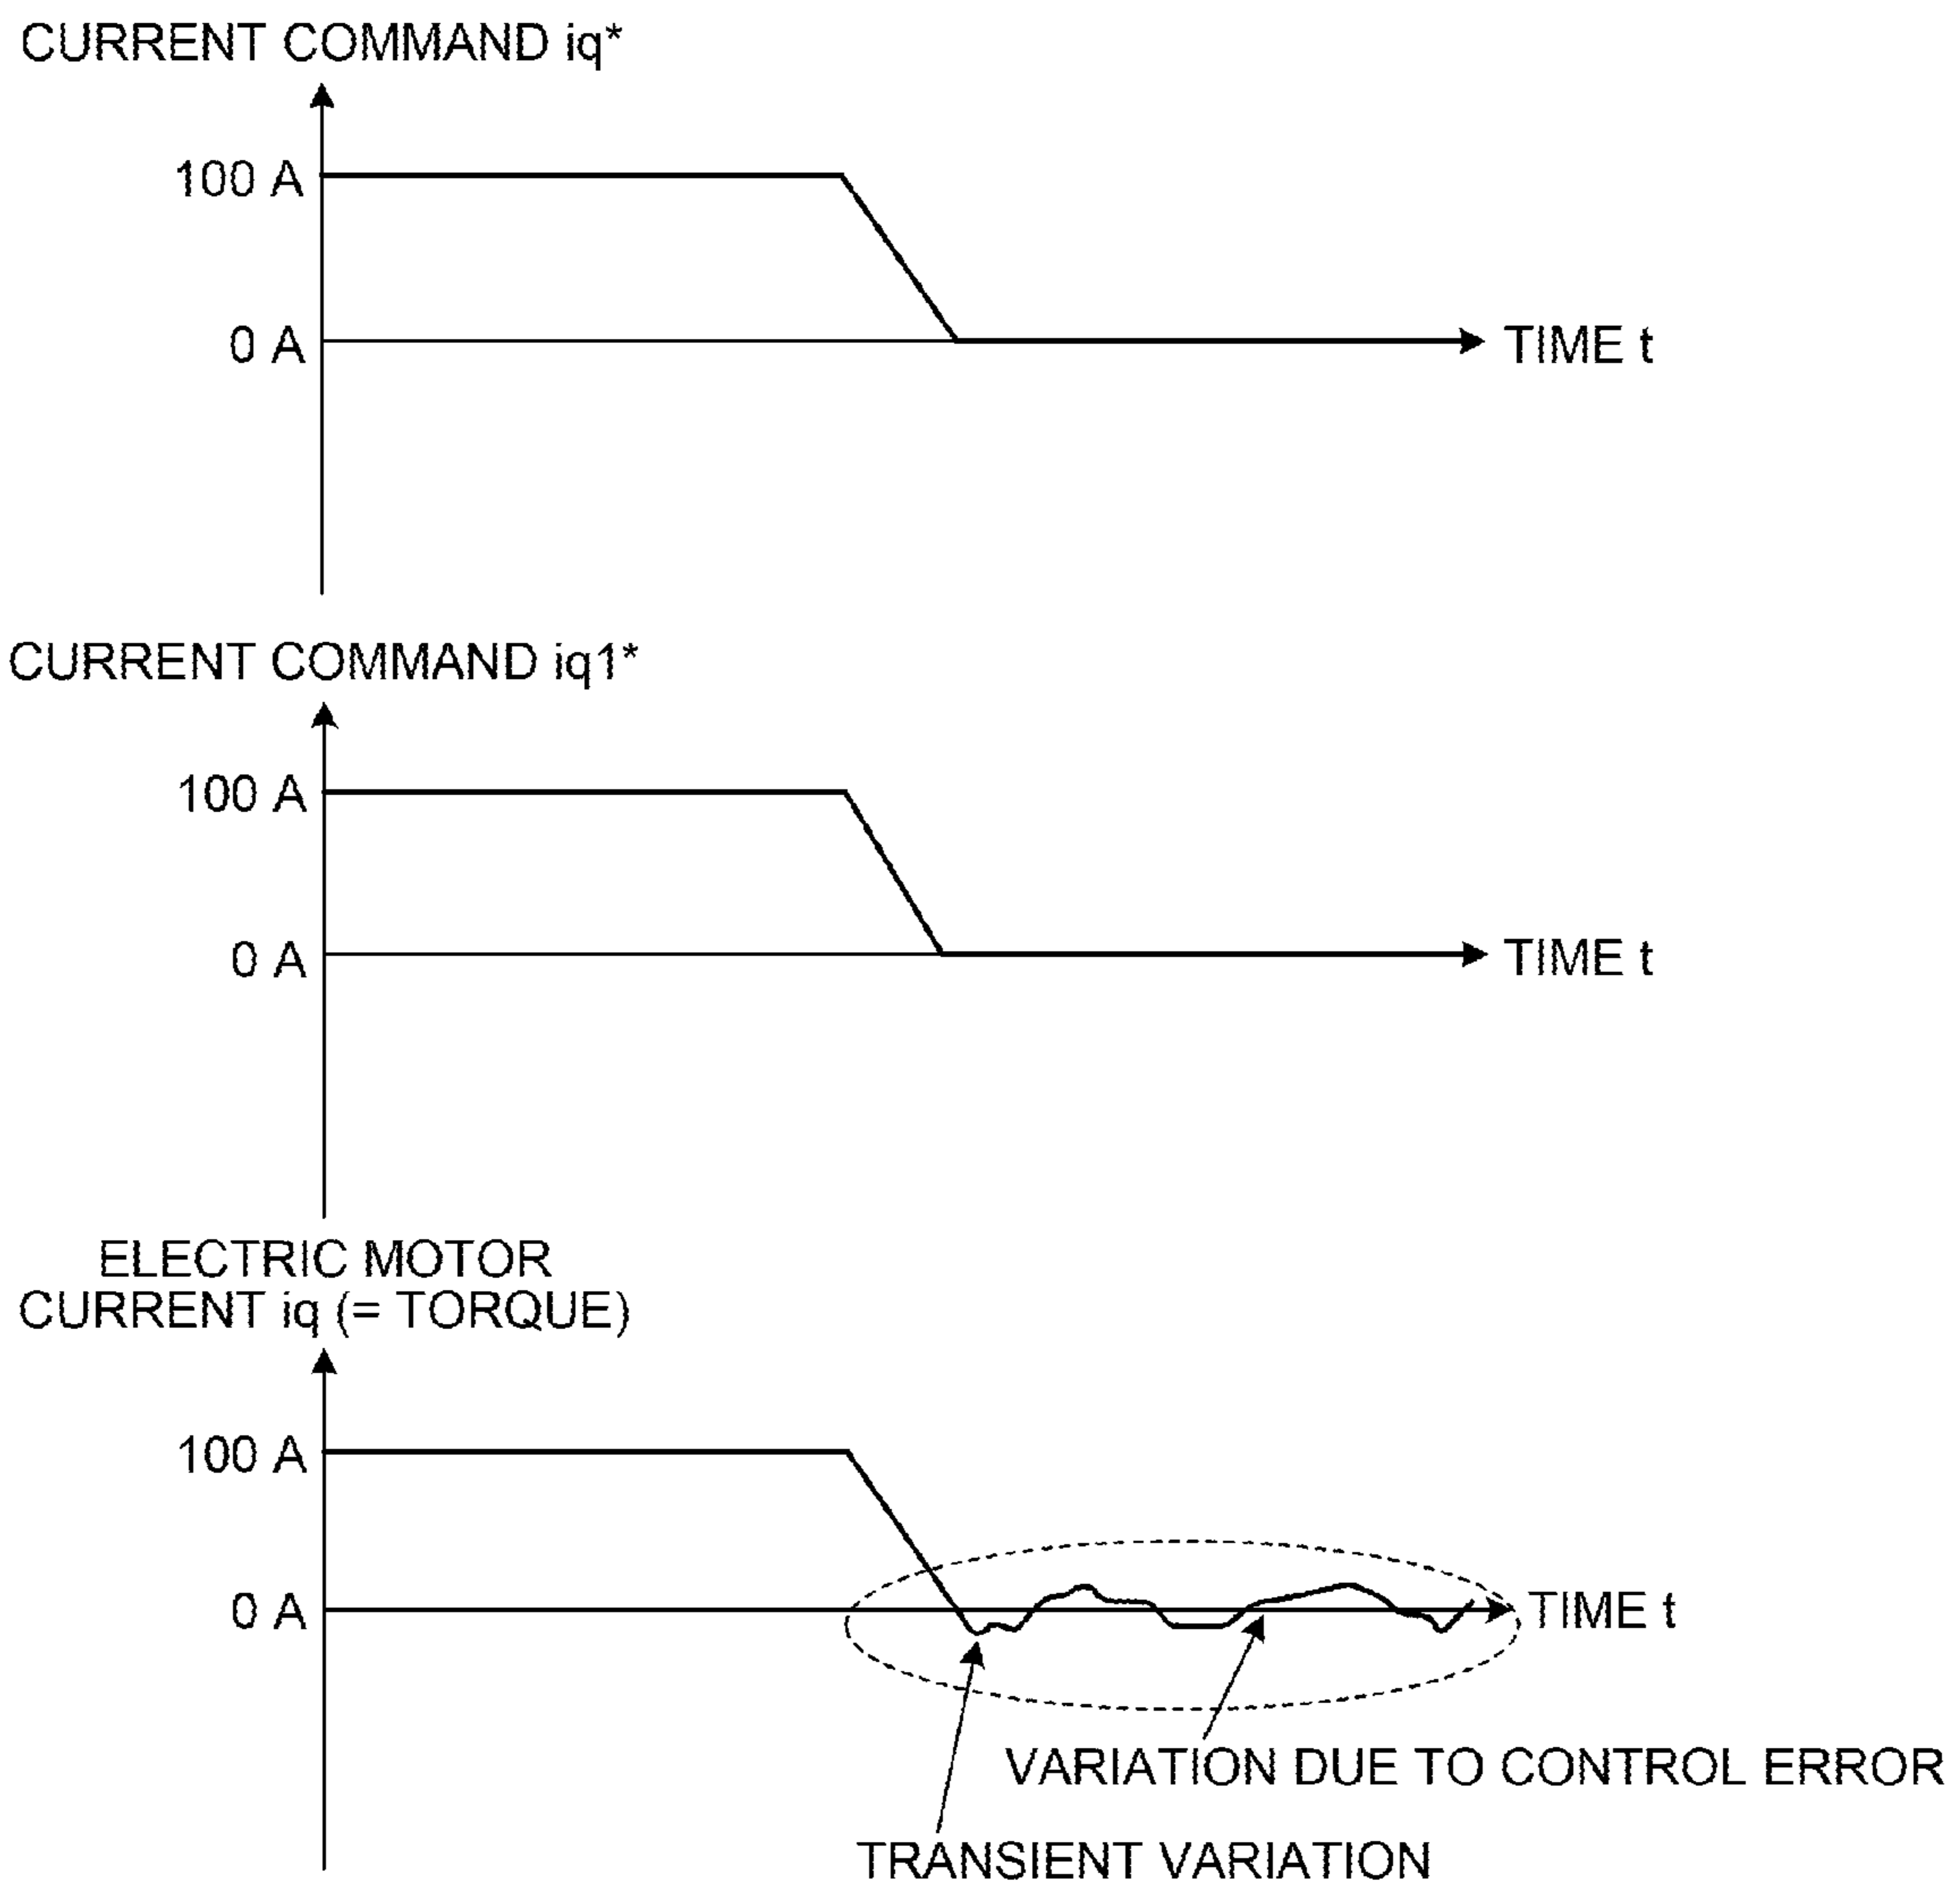 CURRENT COMMAND iq*
100 A
0 A
TIME t
CURRENT COMMAND iq1*
100 A
0 A
TIME t
ELECTRIC MOTOR
CURRENT iq (= TORQUE)
100 A
0 A
TIME t
VARIATION DUE TO CONTROL ERROR
TRANSIENT VARIATION